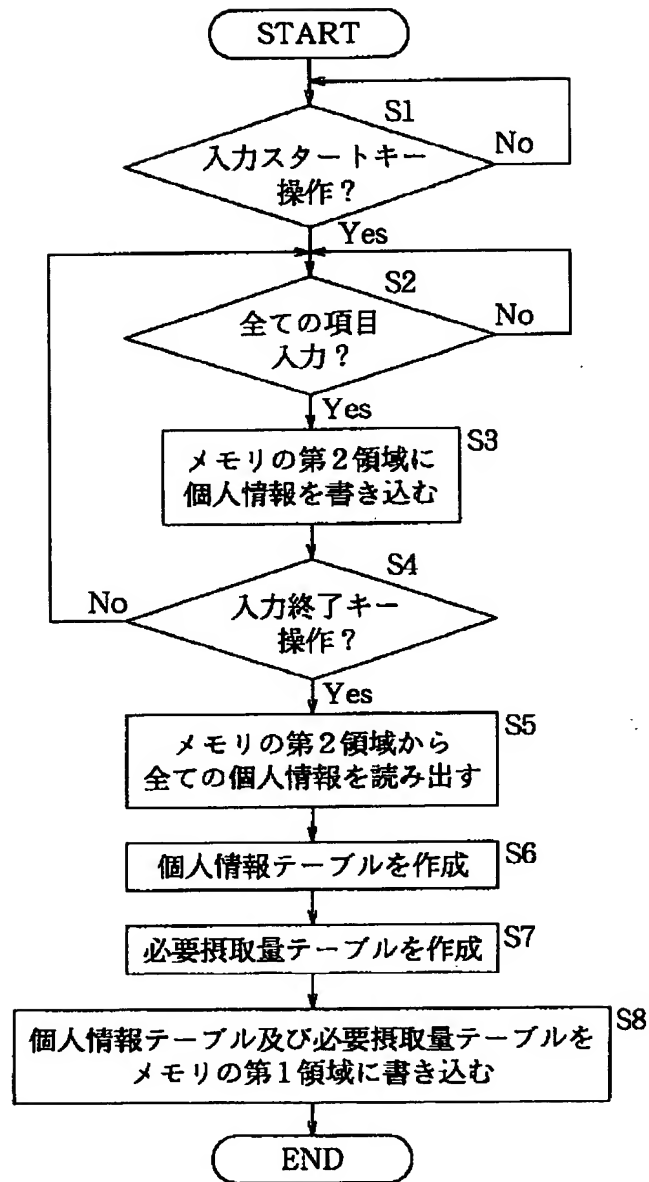 START
S1
入力スタートキー
操作？
No
Yes
S2
全ての項目
入力？
No
Yes
S3
メモリの第2領域に
個人情報を書き込む
S4
入力終了キー
操作？
No
Yes
S5
メモリの第2領域から
全ての個人情報を読み出す
S6
個人情報テーブルを作成
S7
必要摂取量テーブルを作成
S8
個人情報テーブル及び必要摂取量テーブルを
メモリの第1領域に書き込む
END